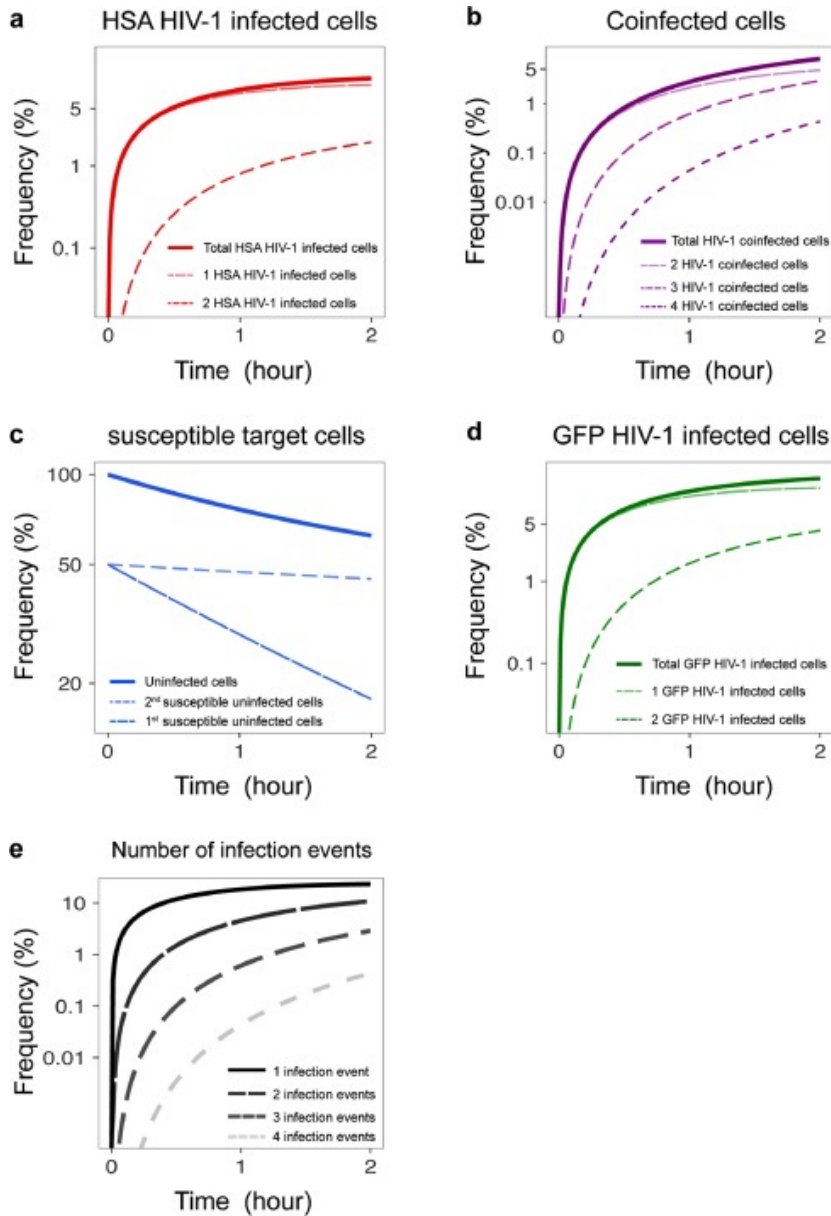 a
HSA HIV-1 infected cells
Frequency (%)
5
1
0.1
Total HSA HIV-1 infected cells
1 HSA HIV-1 infected cells
2 HSA HIV-1 infected cells
0 1 2
Time (hour)
b
Coinfected cells
Frequency (%)
5
1
0.1
0.01
Total HIV-1 coinfected cells
2 HIV-1 coinfected cells
3 HIV-1 coinfected cells
4 HIV-1 coinfected cells
0 1 2
Time (hour)
c
susceptible target cells
Frequency (%)
100
50
20
Uninfected cells
2nd susceptible uninfected cells
1st susceptible uninfected cells
0 1 2
Time (hour)
d
GFP HIV-1 infected cells
Frequency (%)
5
1
0.1
Total GFP HIV-1 infected cells
1 GFP HIV-1 infected cells
2 GFP HIV-1 infected cells
0 1 2
Time (hour)
e
Number of infection events
Frequency (%)
10
1
0.1
0.01
1 infection event
2 infection events
3 infection events
4 infection events
0 1 2
Time (hour)